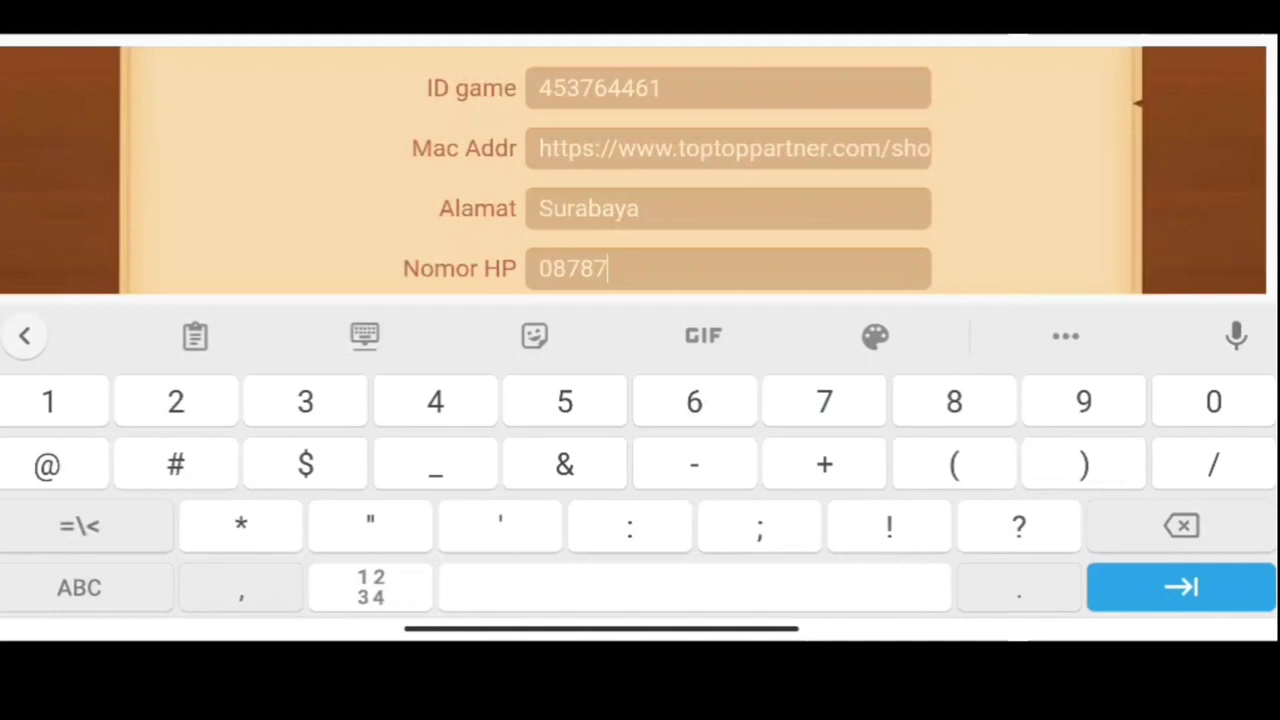 ID game 453764461
Mac Addr https://www.toptoppartner.com/sho
Alamat Surabaya
Nomor HP 08787
GIF
1 2 3 4 5 6 7 8 9 0
@ # $ _ & - + ( ) /
=\< * " ' : ; ! ?
ABC , 1 2 3 4 .